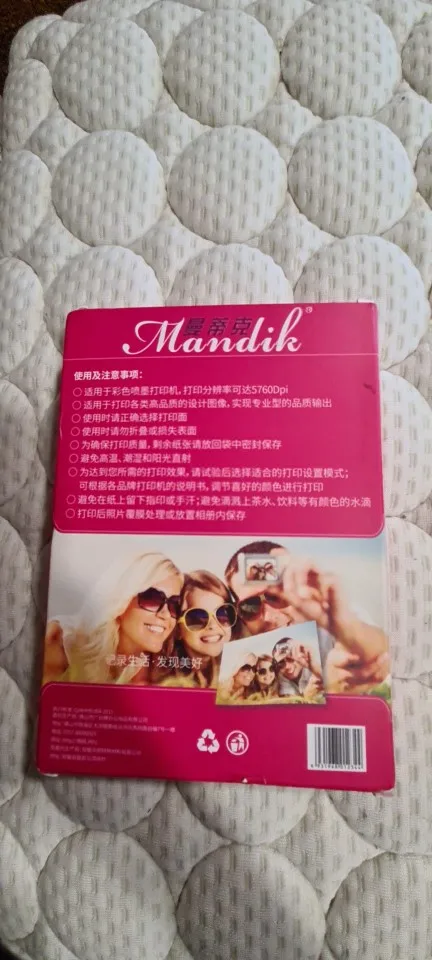 曼蒂克
Mandik®
使用及注意事项：
○ 适用于彩色喷墨打印机，打印分辨率可达5760Dpi
○ 适用于打印各类高品质的设计图像，实现专业型的品质输出
○ 使用时请正确选择打印面
○ 使用时请勿折叠或损失表面
○ 为确保打印质量，剩余纸张请放回袋中密封保存
○ 避免高温、潮湿和阳光直射
○ 为达到您所需的打印效果，请试验后选择适合的打印设置模式；
可根据各品牌打印机的说明书，调节喜好的颜色进行打印
○ 避免在纸上留下指印或手汗；避免溅溅上茶水、饮料等有颜色的水滴
○ 打印后照片覆膜处理或放置相册内保存
记录生活·发现美好